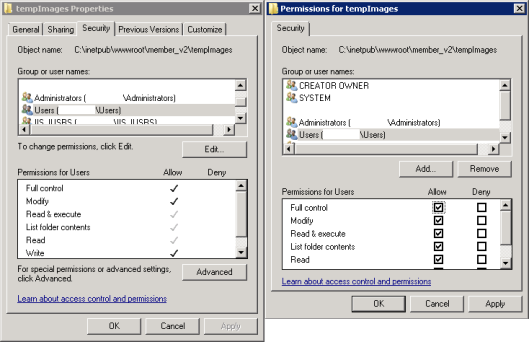 tempImages Properties
General
Sharing
Security
Previous Versions
Customize
Object name: C:\inetpub\wwwroot\member_v2\tempImages
Group or user names:
Administrators ( \Administrators)
Users ( \Users)
IIS_IUSRS ( \IIS_IUSRS)
To change permissions, click Edit.
Edit...
Permissions for Users Allow Deny
Full control
Modify
Read & execute
List folder contents
Read
Write
For special permissions or advanced settings,
click Advanced.
Advanced
Learn about access control and permissions
OK
Cancel
Apply
Permissions for tempImages
Security
Object name: C:\inetpub\wwwroot\member_v2\tempImages
Group or user names:
CREATOR OWNER
SYSTEM
Administrators ( \Administrators)
Users ( \Users)
Add...
Remove
Permissions for Users Allow Deny
Full control
Modify
Read & execute
List folder contents
Read
Learn about access control and permissions
OK
Cancel
Apply